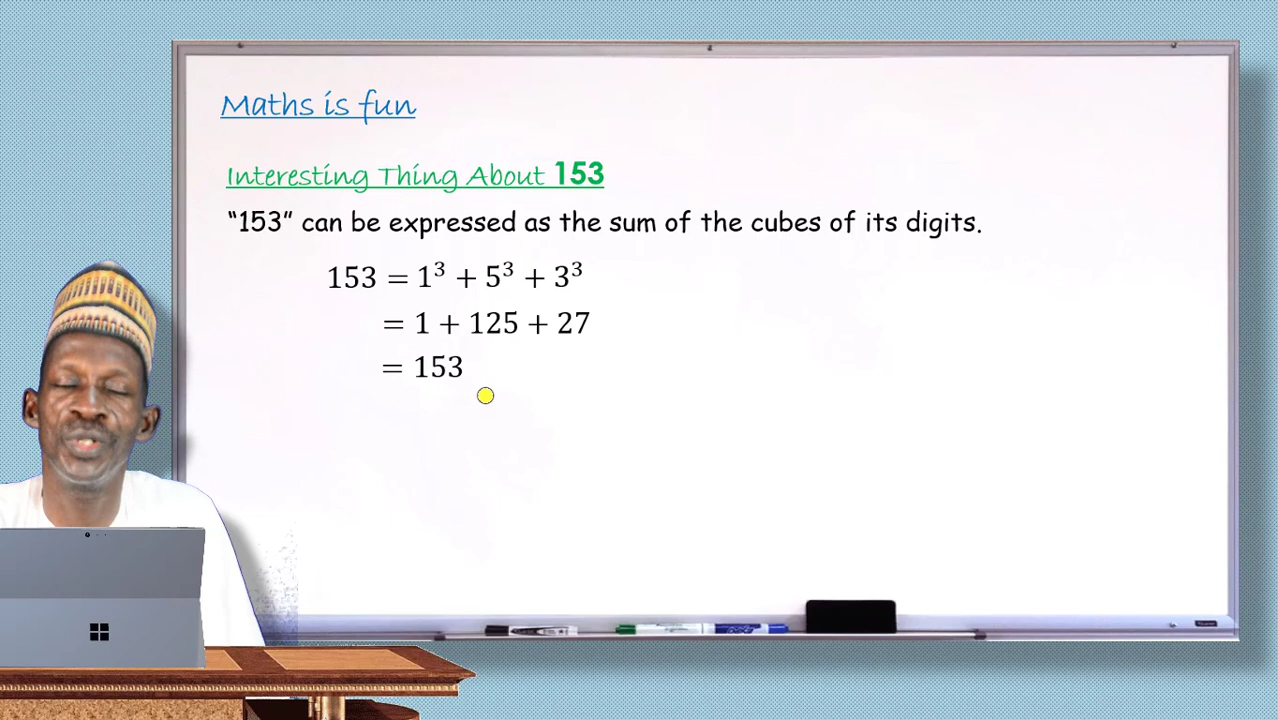 Maths is fun
Interesting Thing About 153
“153” can be expressed as the sum of the cubes of its digits.
153 = 1³ + 5³ + 3³
= 1 + 125 + 27
= 153